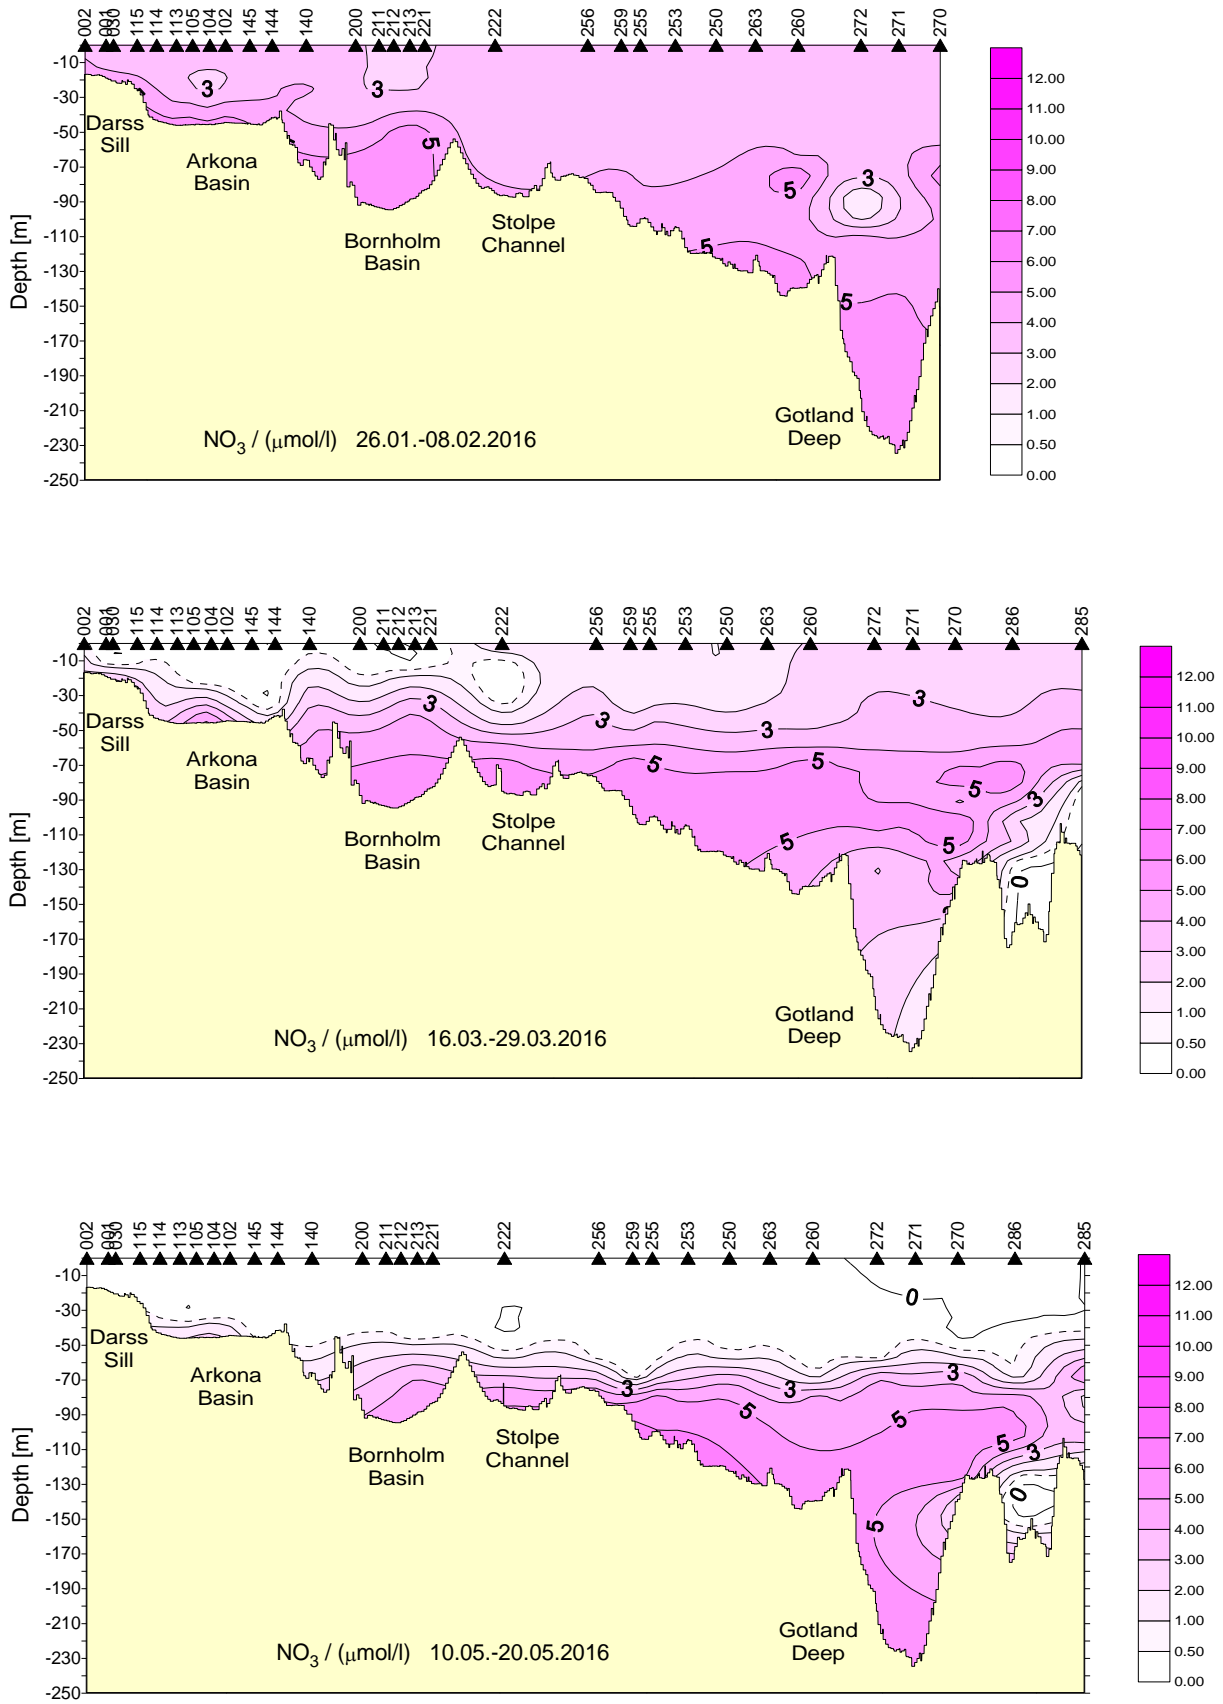 002 001 030 115 114 113 105 104 102 145 144 140 200 211 212 213 221 222 256 259 255 253 250 263 260 272 271 270
-10
-30
-50
-70
-90
-110
-130
-150
-170
-190
-210
-230
-250
Depth [m]
3 3 5 5 3 5 5
Darss
Sill
Arkona
Basin
Bornholm
Basin
Stolpe
Channel
Gotland
Deep
NO3 / (μmol/l) 26.01.-08.02.2016
12.00
11.00
10.00
9.00
8.00
7.00
6.00
5.00
4.00
3.00
2.00
1.00
0.50
0.00
002 001 030 115 114 113 105 104 102 145 144 140 200 211 212 213 221 222 256 259 255 253 250 263 260 272 271 270 286 285
-10
-30
-50
-70
-90
-110
-130
-150
-170
-190
-210
-230
-250
Depth [m]
3 3 3 3 5 5 5 3 5 5 0
Darss
Sill
Arkona
Basin
Bornholm
Basin
Stolpe
Channel
Gotland
Deep
NO3 / (μmol/l) 16.03.-29.03.2016
12.00
11.00
10.00
9.00
8.00
7.00
6.00
5.00
4.00
3.00
2.00
1.00
0.50
0.00
002 001 030 115 114 113 105 104 102 145 144 140 200 211 212 213 221 222 256 259 255 253 250 263 260 272 271 270 286 285
-10
-30
-50
-70
-90
-110
-130
-150
-170
-190
-210
-230
-250
Depth [m]
0 3 3 3 5 5 5 3 0 5
Darss
Sill
Arkona
Basin
Bornholm
Basin
Stolpe
Channel
Gotland
Deep
NO3 / (μmol/l) 10.05.-20.05.2016
12.00
11.00
10.00
9.00
8.00
7.00
6.00
5.00
4.00
3.00
2.00
1.00
0.50
0.00